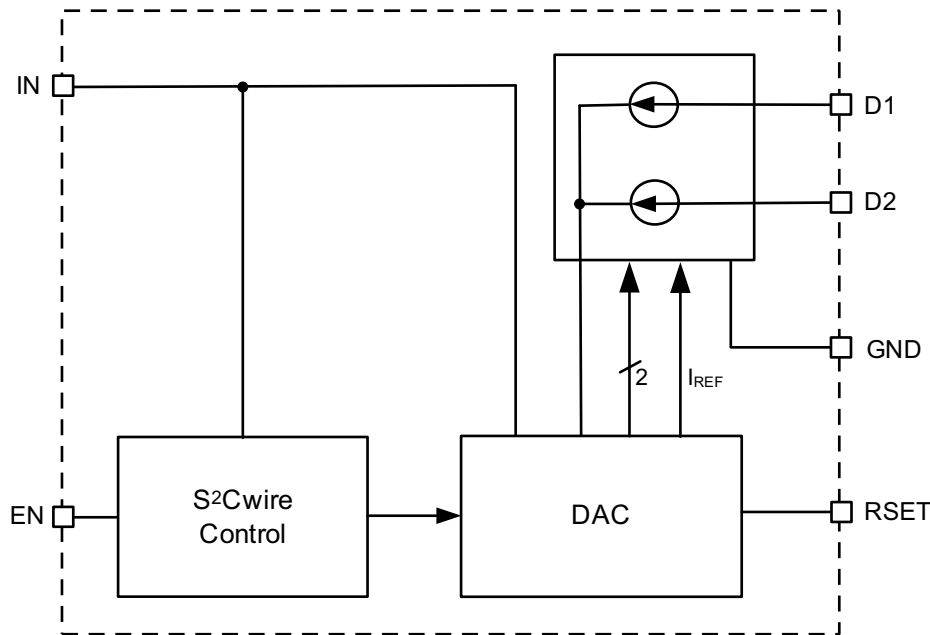 IN
D1
D2
GND
2
IREF
S²Cwire
Control
DAC
EN
RSET